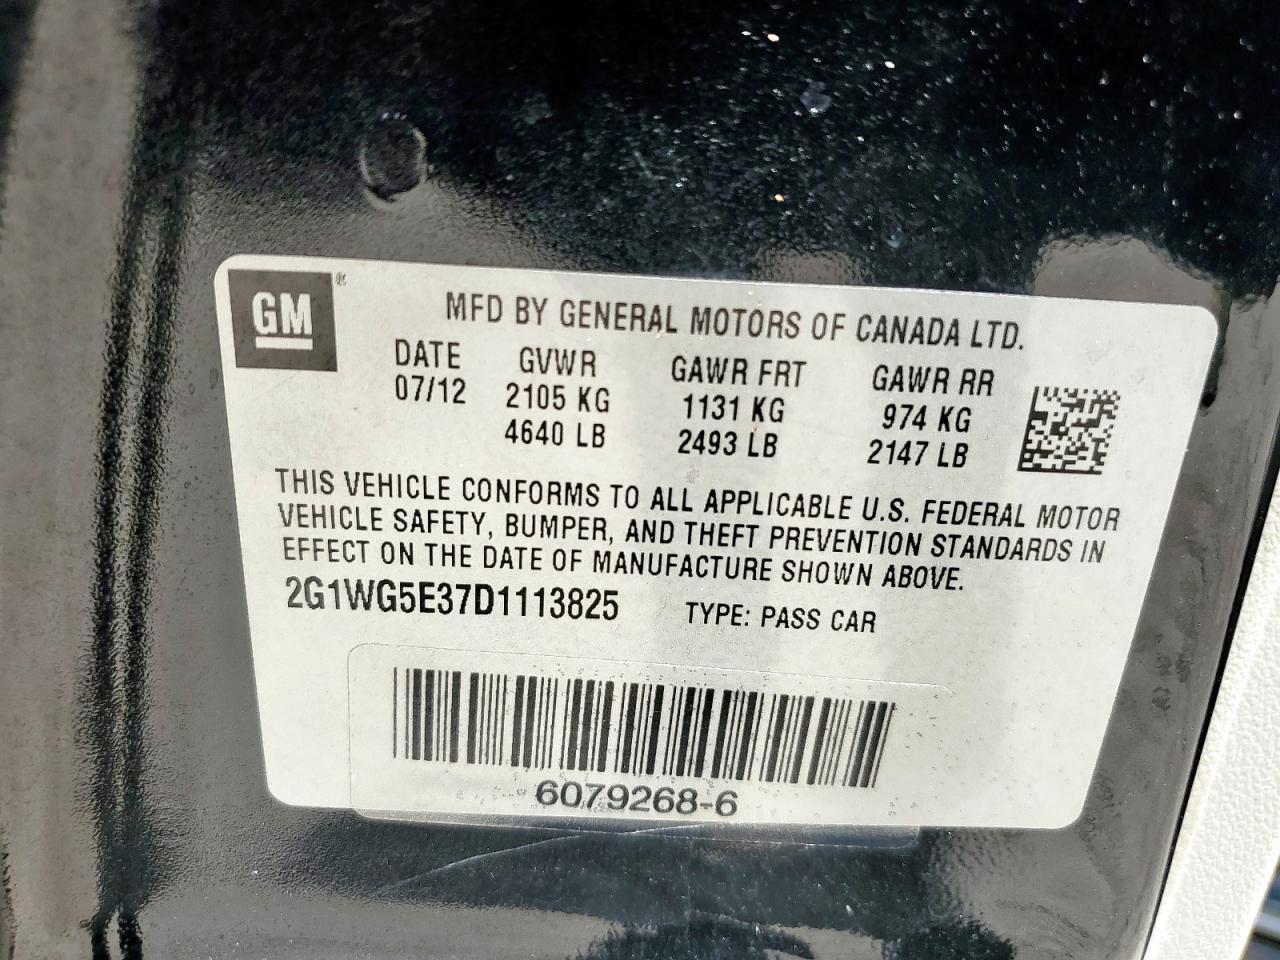 GM ®
MFD BY GENERAL MOTORS OF CANADA LTD.
DATE GVWR GAWR FRT GAWR RR
07/12 2105 KG 1131 KG 974 KG
4640 LB 2493 LB 2147 LB
THIS VEHICLE CONFORMS TO ALL APPLICABLE U.S. FEDERAL MOTOR
VEHICLE SAFETY, BUMPER, AND THEFT PREVENTION STANDARDS IN
EFFECT ON THE DATE OF MANUFACTURE SHOWN ABOVE.
2G1WG5E37D1113825 TYPE: PASS CAR
6079268-6